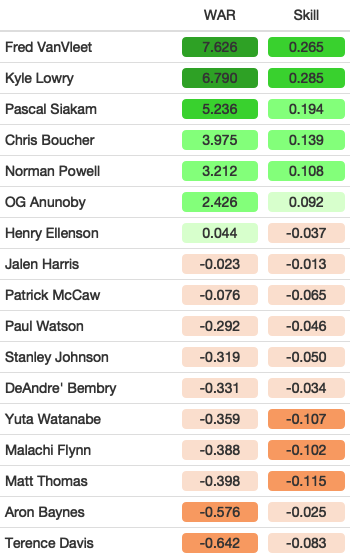 WAR Skill
Fred VanVleet 7.626 0.265
Kyle Lowry 6.790 0.285
Pascal Siakam 5.236 0.194
Chris Boucher 3.975 0.139
Norman Powell 3.212 0.108
OG Anunoby 2.426 0.092
Henry Ellenson 0.044 -0.037
Jalen Harris -0.023 -0.013
Patrick McCaw -0.076 -0.065
Paul Watson -0.292 -0.046
Stanley Johnson -0.319 -0.050
DeAndre' Bembry -0.331 -0.034
Yuta Watanabe -0.359 -0.107
Malachi Flynn -0.388 -0.102
Matt Thomas -0.398 -0.115
Aron Baynes -0.576 -0.025
Terence Davis -0.642 -0.083